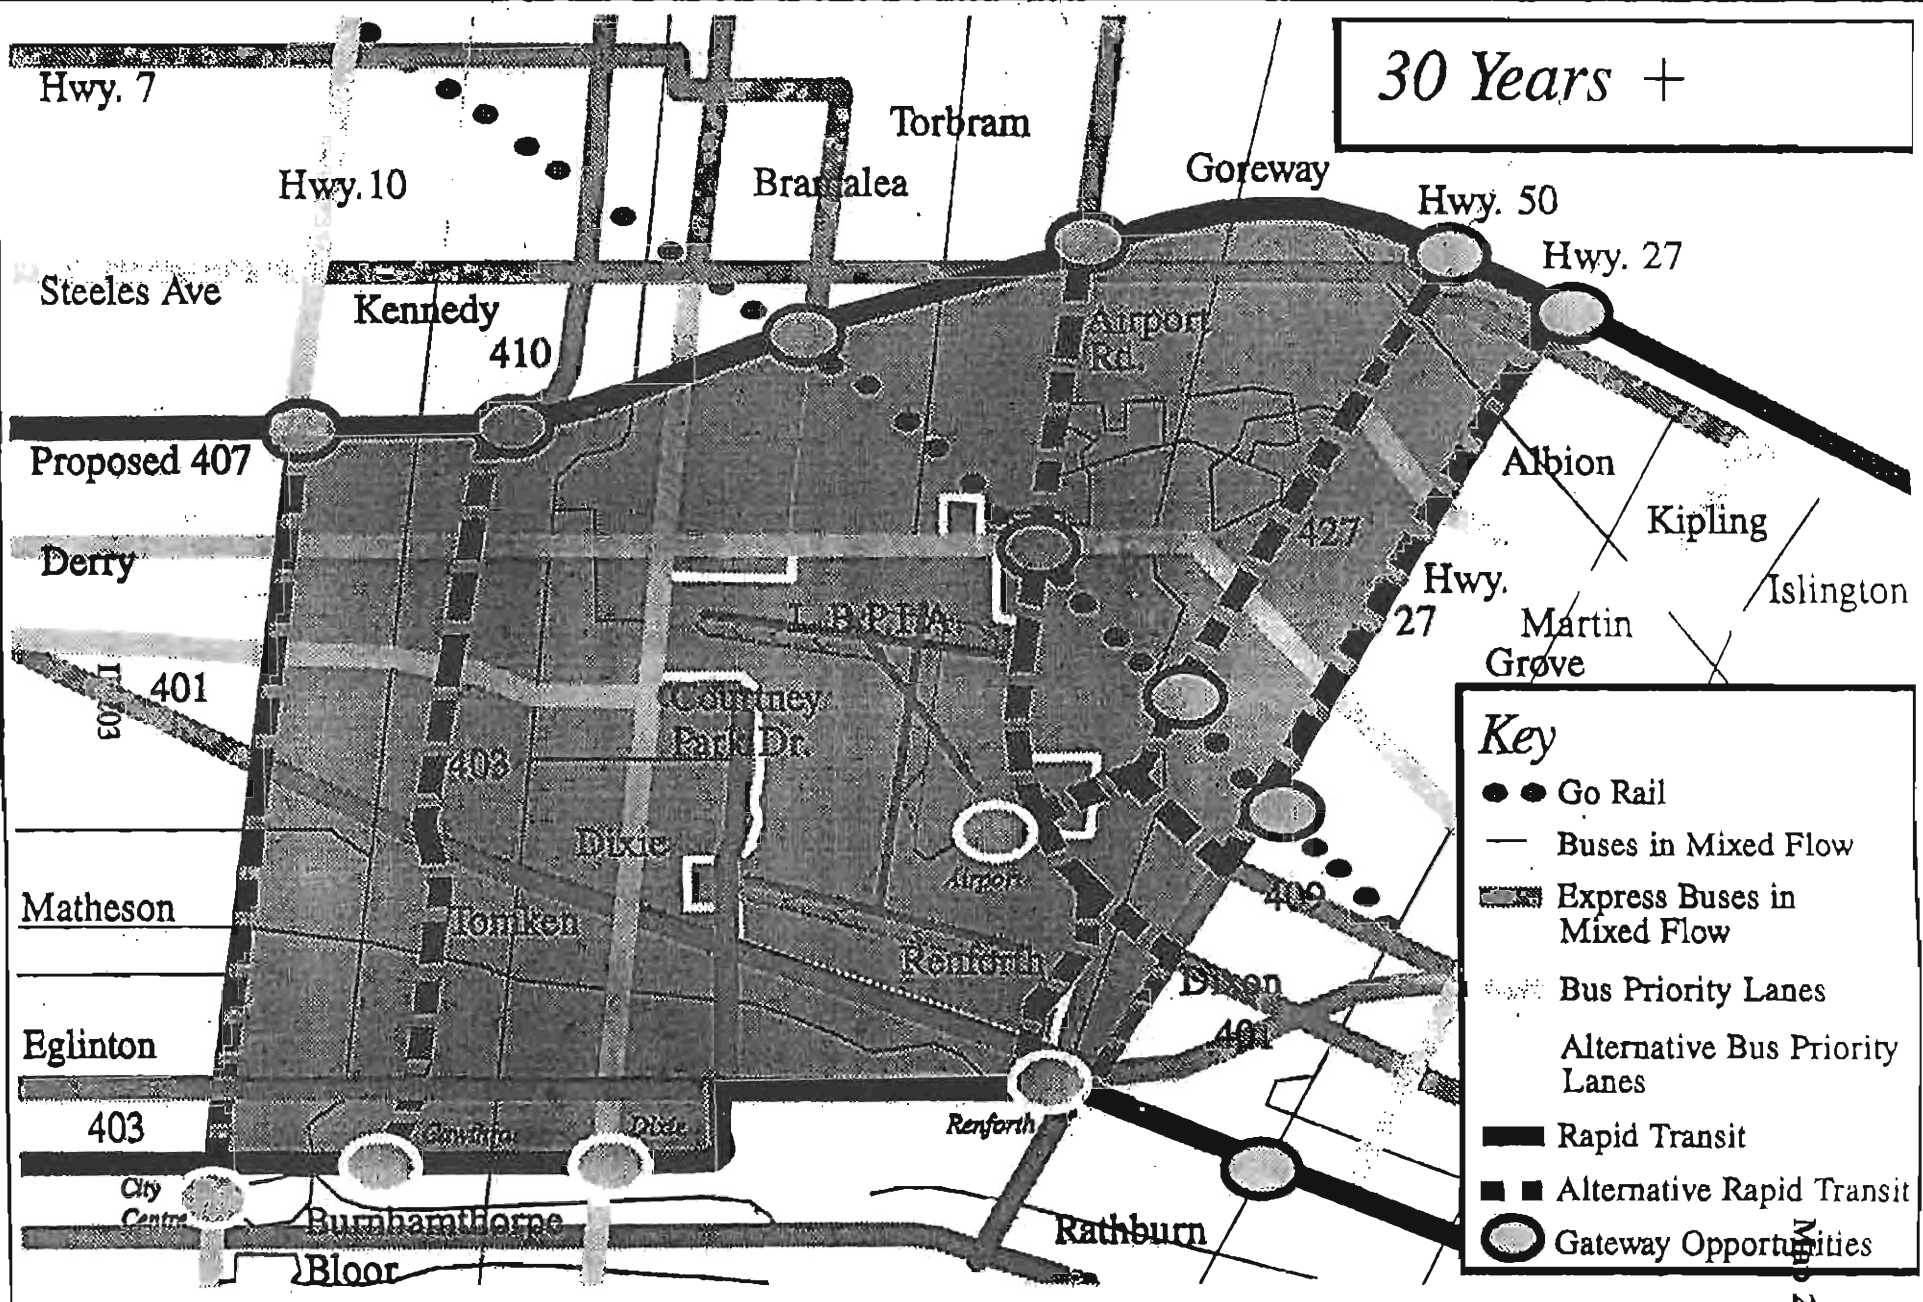 30 Years +
Hwy. 7
Torbram
Hwy. 10
Bramalea
Goreway
Hwy. 50
Hwy. 27
Steeles Ave
Kennedy
Airport
Rd.
410
Proposed 407
Albion
Kipling
427
Derry
Hwy.
27
Islington
L.B.P.I.A.
Martin
Grove
401
403
Courtney
Park Dr.
403
Dixie
Airport
409
Matheson
Tomken
Renforth
Dixon
401
Eglinton
403
Cawthra
Dixie
Renforth
City
Centre
Burnhamthorpe
Rathburn
Bloor
Key
Go Rail
Buses in Mixed Flow
Express Buses in
Mixed Flow
Bus Priority Lanes
Alternative Bus Priority
Lanes
Rapid Transit
Alternative Rapid Transit
Gateway Opportunities
Map 2